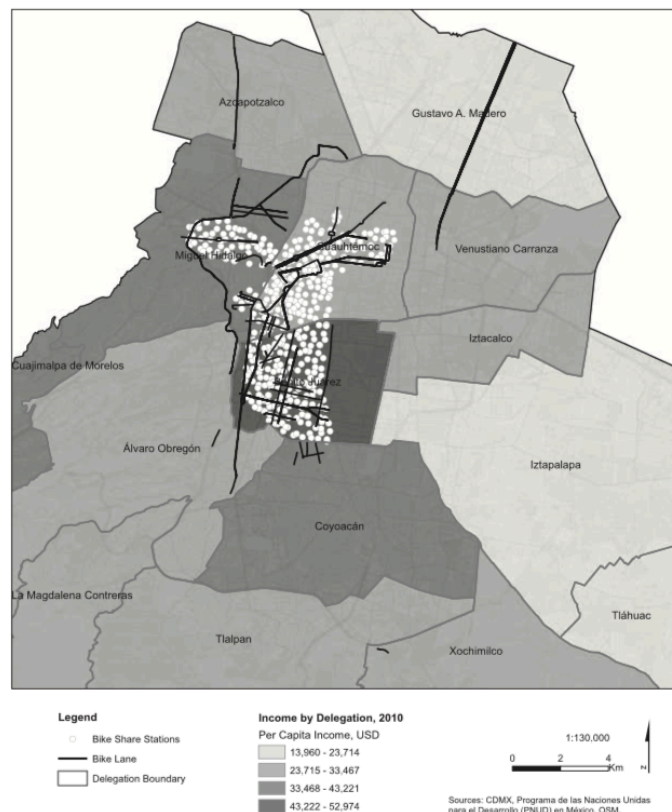 Azcapotzalco
Gustavo A. Madero
Miguel Hidalgo
Cuauhtémoc
Venustiano Carranza
Iztacalco
Cuajimalpa de Morelos
Benito Juárez
Álvaro Obregón
Iztapalapa
Coyoacán
La Magdalena Contreras
Tláhuac
Tlalpan
Xochimilco
Legend
Bike Share Stations
Bike Lane
Delegation Boundary
Income by Delegation, 2010
Per Capita Income, USD
13,960 - 23,714
23,715 - 33,467
33,468 - 43,221
43,222 - 52,974
1:130,000
0 2 4
Km
z
Sources: CDMX, Programa de las Naciones Unidas
para el Desarrollo (PNUD) en México, OSM